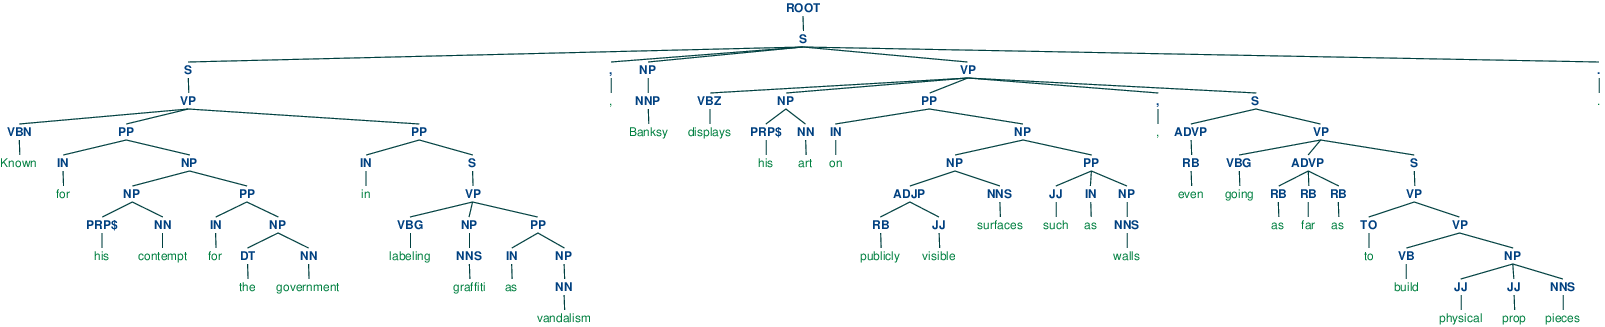 ROOT
S
S , NP VP .
VP , NNP VBZ NP PP , S .
VBN PP PP Banksy displays PRP$ NN IN NP , ADVP VP
Known IN NP IN S his art on NP PP RB VBG ADVP S
for NP PP in VP ADJP NNS JJ IN NP even going RB RB RB VP
PRP$ NN IN NP VBG NP PP RB JJ surfaces such as NNS as far as TO VP
his contempt for DT NN labeling NNS IN NP publicly visible walls to VB NP
the government graffiti as NN build JJ JJ NNS
vandalism physical prop pieces